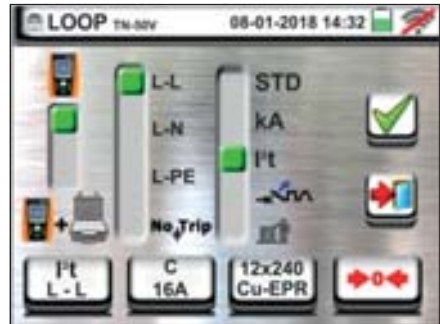 LOOP TN-50V 08-01-2018 14:32
L-L
L-N
L-PE
No Trip
STD
kA
I²t
I²t
L - L
C
16A
12x240
Cu-EPR
0